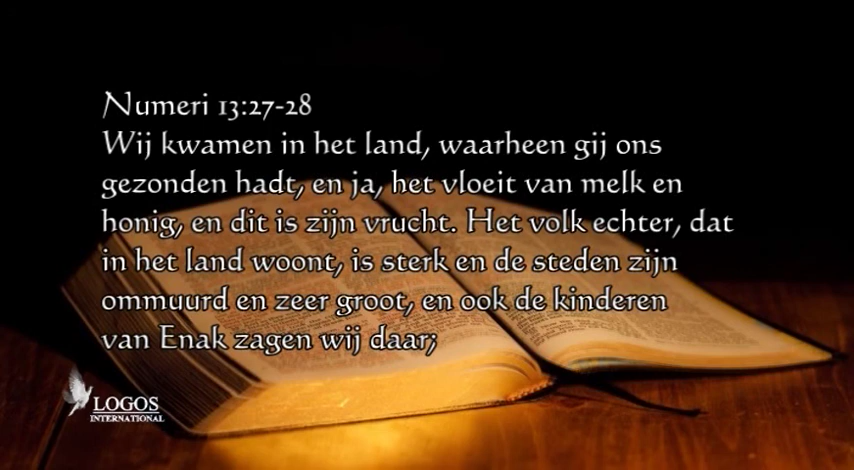 Numeri 13:27-28
Wij kwamen in het land, waarheen gij ons
gezonden hadt, en ja, het vloeit van melk en
honig, en dit is zijn vrucht. Het volk echter, dat
in het land woont, is sterk en de steden zijn
ommuurd en zeer groot, en ook de kinderen
van Enak zagen wij daar;
LOGOS
INTERNATIONAL